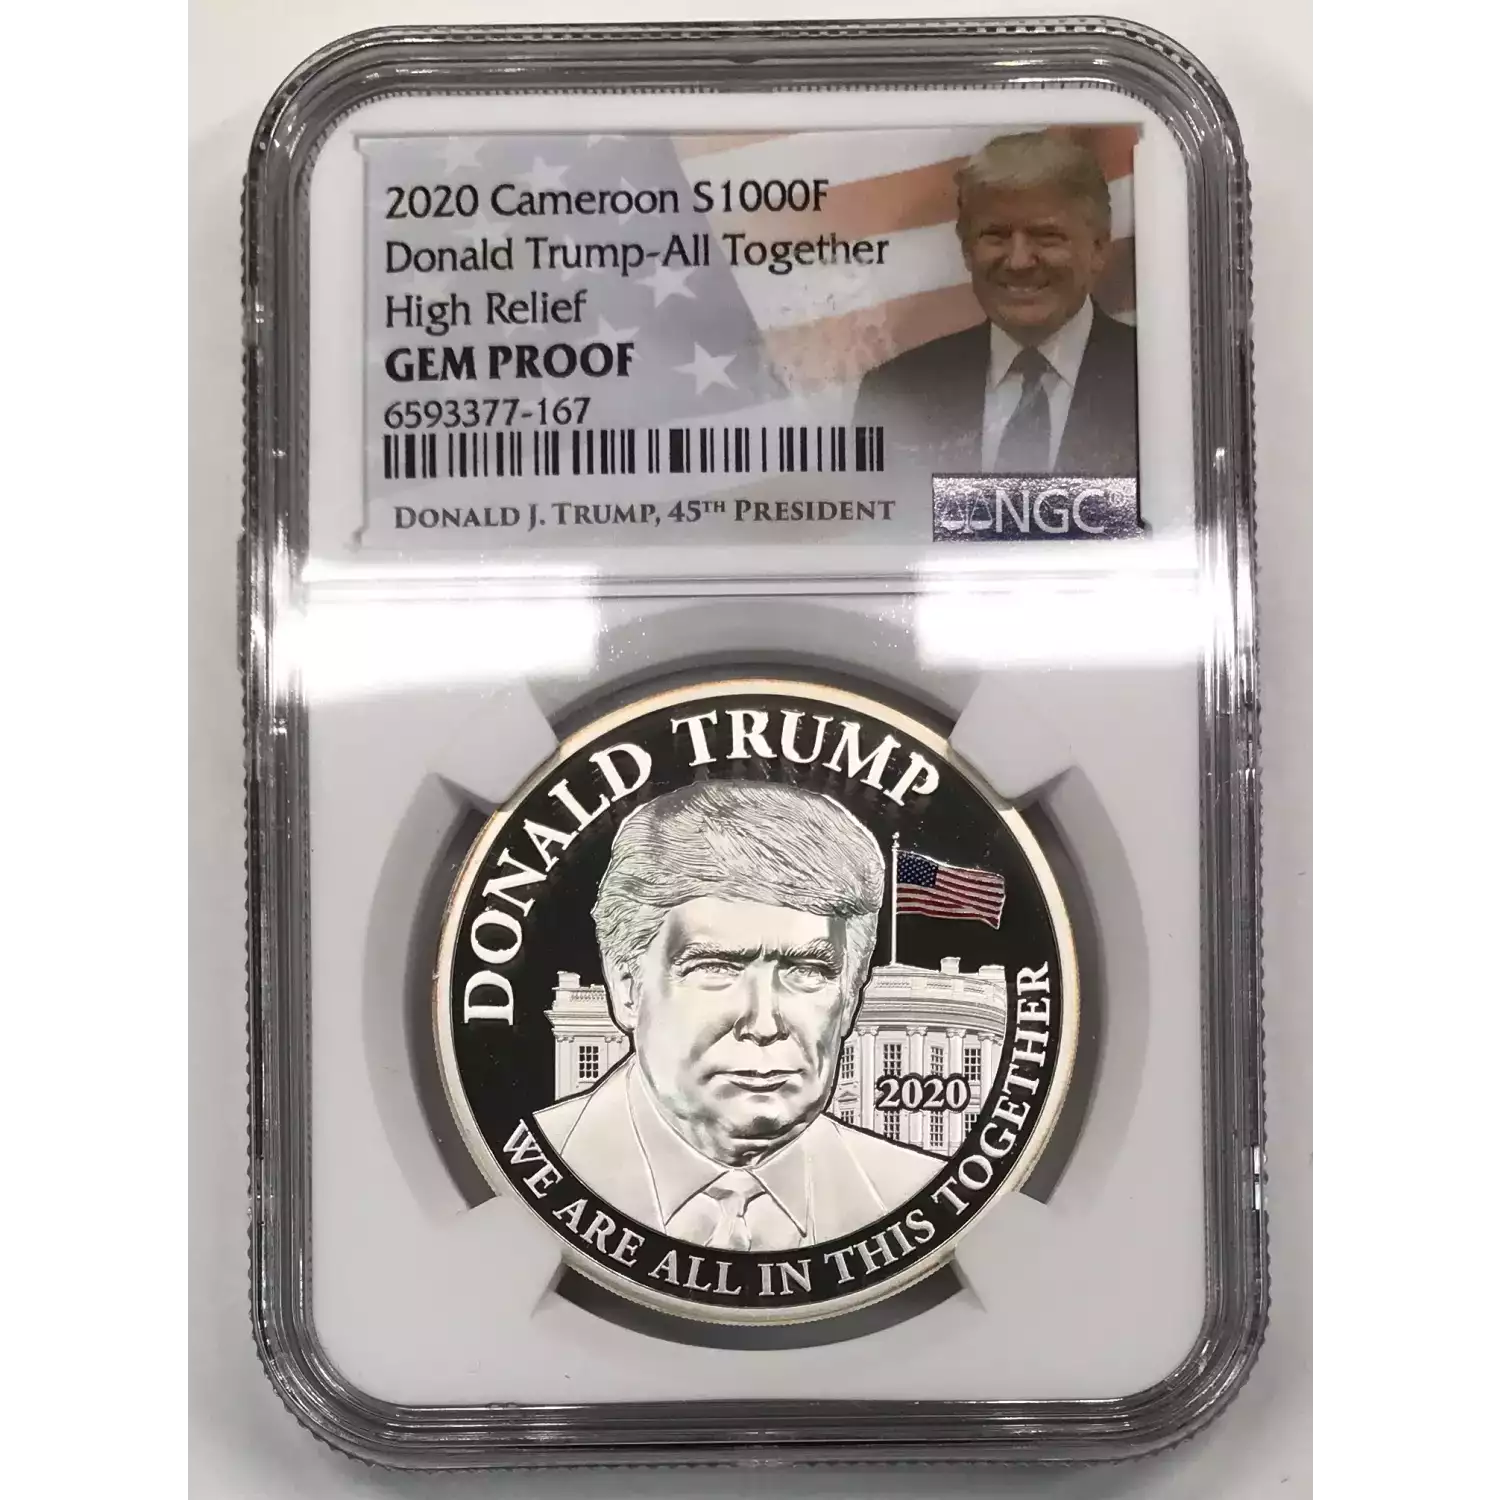 2020 Cameroon S1000F
Donald Trump-All Together
High Relief
GEM PROOF
6593377-167
DONALD J. TRUMP, 45TH PRESIDENT
NGC®
DONALD TRUMP
2020
WE ARE ALL IN THIS TOGETHER